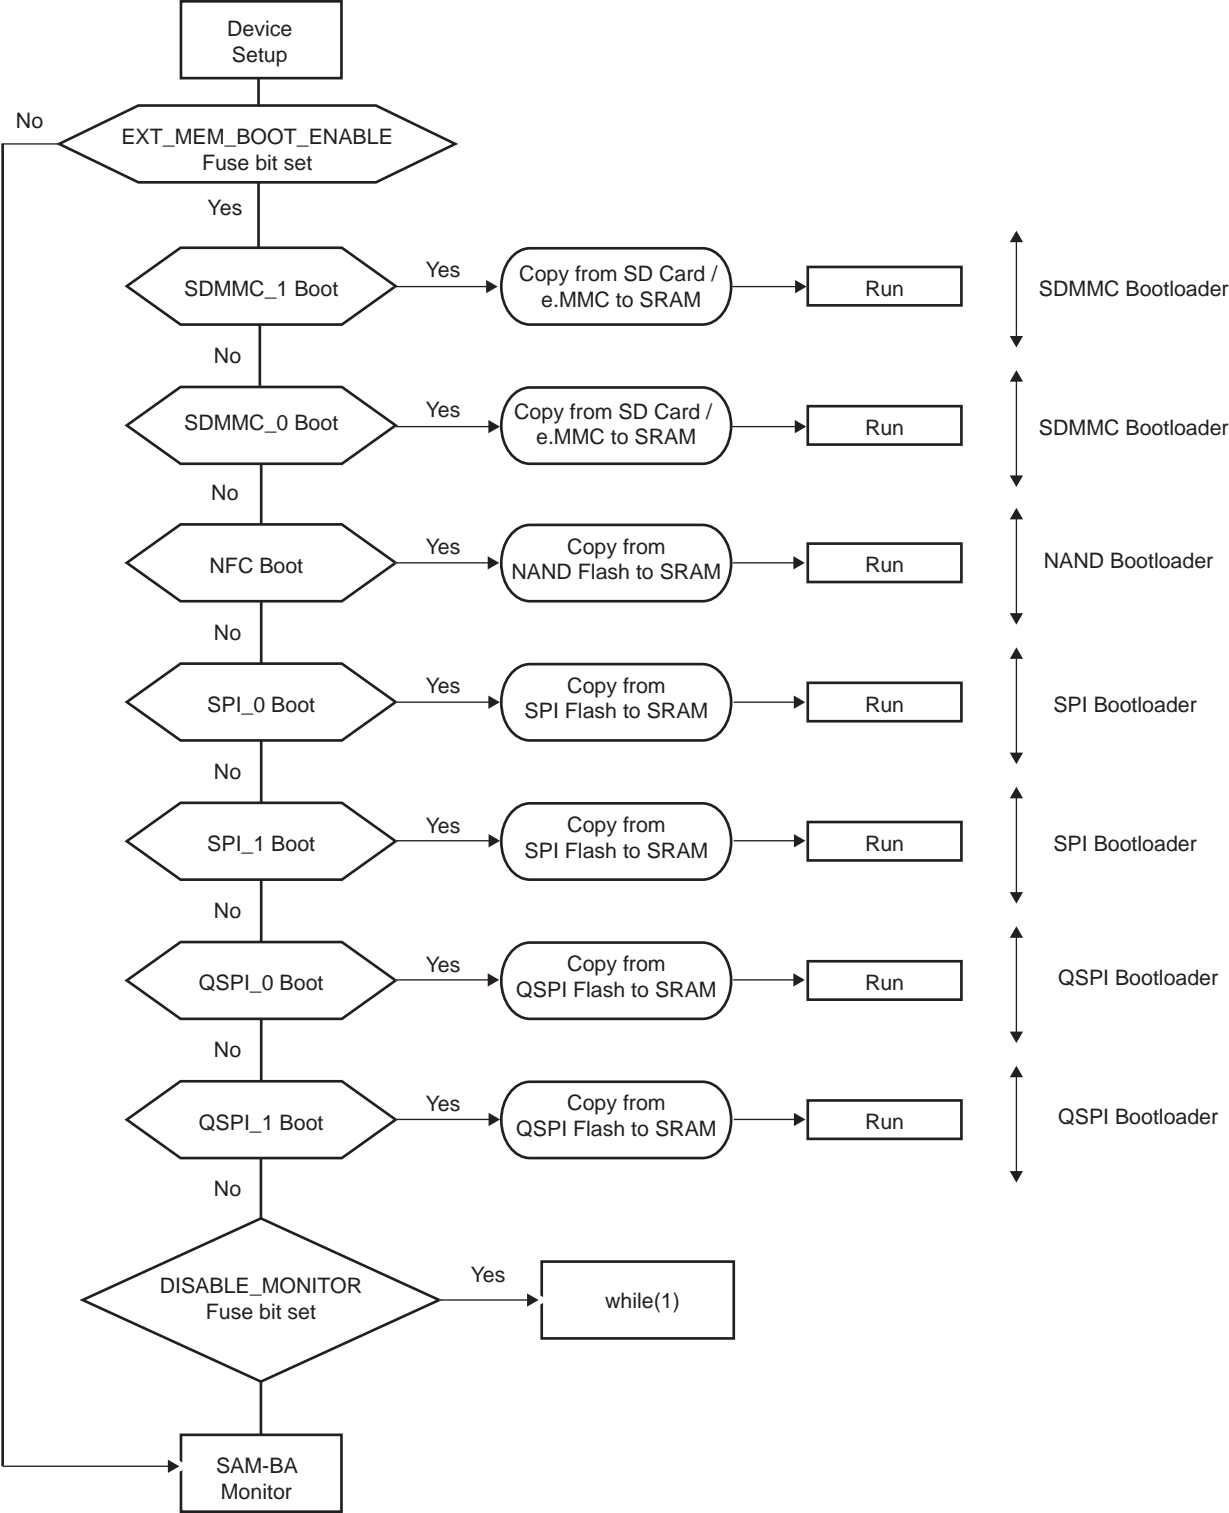 Device
Setup
No
EXT_MEM_BOOT_ENABLE
Fuse bit set
Yes
SDMMC_1 Boot
Yes
Copy from SD Card /
e.MMC to SRAM
Run
SDMMC Bootloader
No
SDMMC_0 Boot
Yes
Copy from SD Card /
e.MMC to SRAM
Run
SDMMC Bootloader
No
NFC Boot
Yes
Copy from
NAND Flash to SRAM
Run
NAND Bootloader
No
SPI_0 Boot
Yes
Copy from
SPI Flash to SRAM
Run
SPI Bootloader
No
SPI_1 Boot
Yes
Copy from
SPI Flash to SRAM
Run
SPI Bootloader
No
QSPI_0 Boot
Yes
Copy from
QSPI Flash to SRAM
Run
QSPI Bootloader
No
QSPI_1 Boot
Yes
Copy from
QSPI Flash to SRAM
Run
QSPI Bootloader
No
DISABLE_MONITOR
Fuse bit set
Yes
while(1)
SAM-BA
Monitor